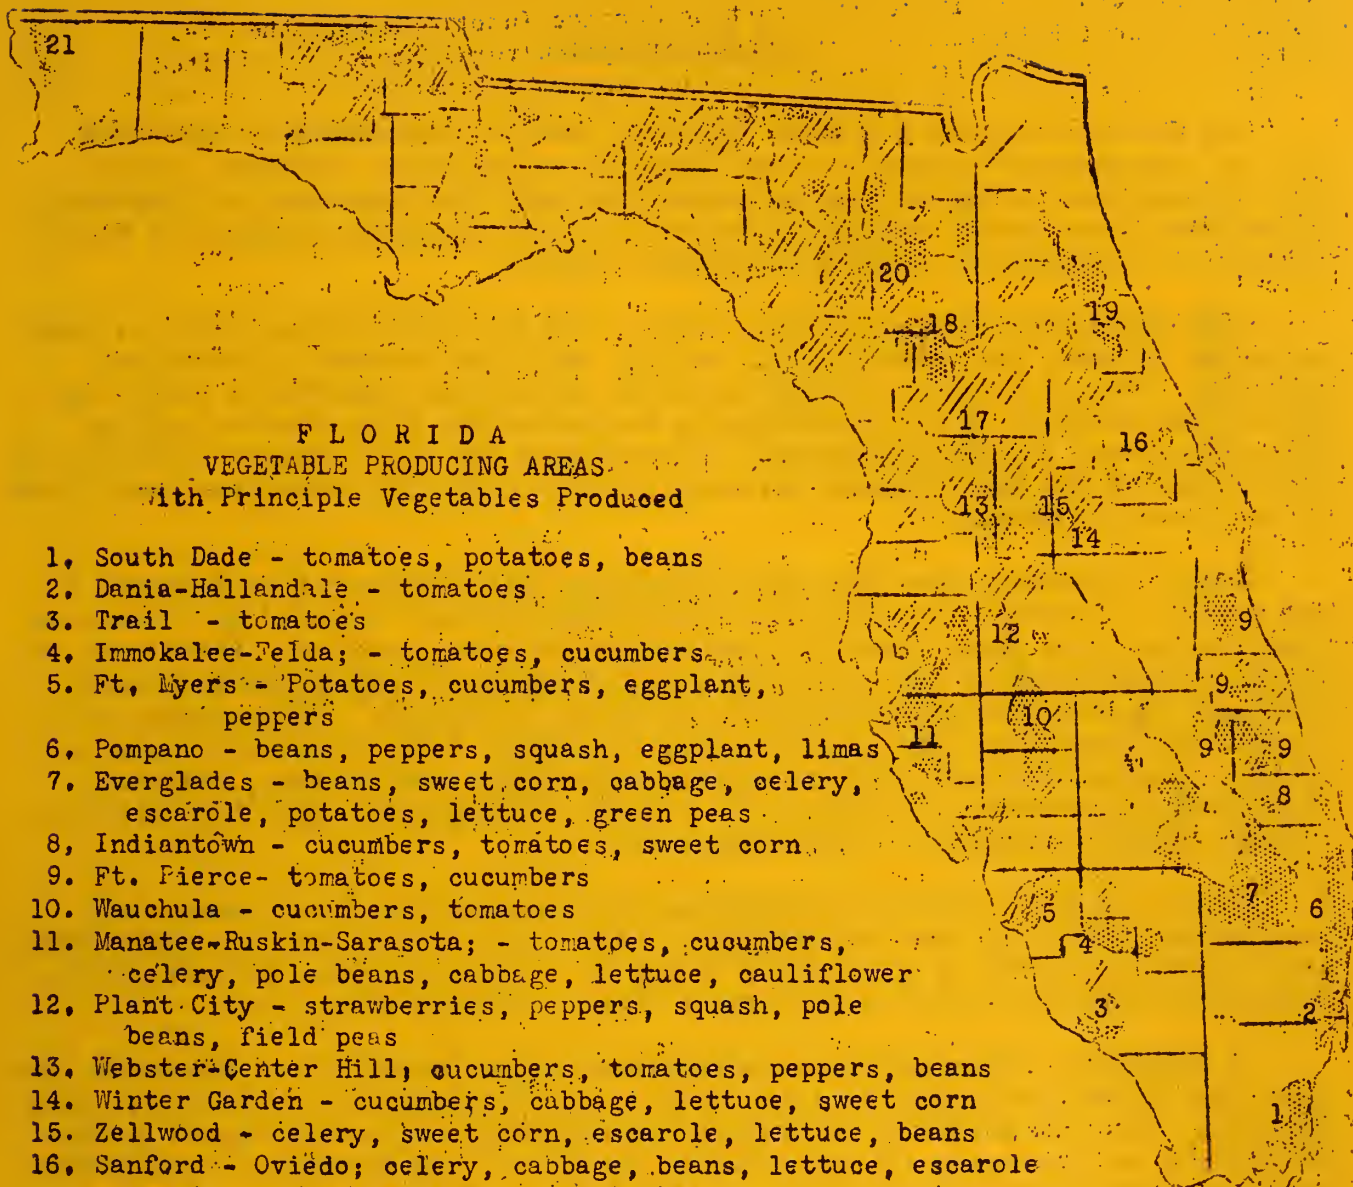 21
20
18
19
17
16
13
15
14
9
12
9
10
11
9
9
8
7
5
6
4
3
2
1
F L O R I D A
VEGETABLE PRODUCING AREAS
With Principle Vegetables Produced
1. South Dade - tomatoes, potatoes, beans
2. Dania-Hallandale - tomatoes
3. Trail - tomatoes
4. Immokalee-Felda; - tomatoes, cucumbers
5. Ft. Myers - Potatoes, cucumbers, eggplant,
peppers
6. Pompano - beans, peppers, squash, eggplant, limas
7. Everglades - beans, sweet corn, cabbage, celery,
escarole, potatoes, lettuce, green peas
8, Indiantown - cucumbers, tomatoes, sweet corn
9. Ft. Pierce- tomatoes, cucumbers
10. Wauchula - cucumbers, tomatoes
11. Manatee-Ruskin-Sarasota; - tomatoes, cucumbers,
celery, pole beans, cabbage, lettuce, cauliflower
12. Plant City - strawberries, peppers, squash, pole
beans, field peas
13. Webster-Center Hill; cucumbers, tomatoes, peppers, beans
14. Winter Garden - cucumbers, cabbage, lettuce, sweet corn
15. Zellwood - celery, sweet corn, escarole, lettuce, beans
16. Sanford - Oviedo; celery, cabbage, beans, lettuce, escarole